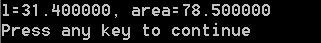 l=31.400000, area=78.500000
Press any key to continue